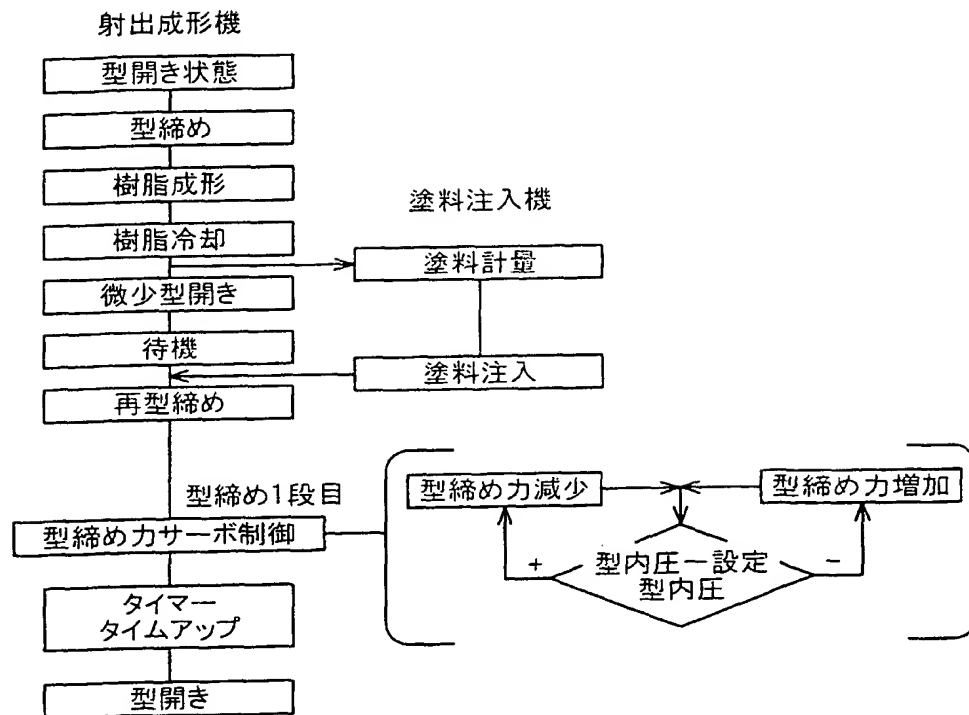 射出成形機
型開き状態
型締め
樹脂成形
樹脂冷却
微少型開き
待機
再型締め
塗料注入機
塗料計量
塗料注入
型締め1段目
型締め力サーボ制御
タイマー
タイムアップ
型開き
型締め力減少
型締め力増加
+
型内圧－設定
型内圧
−